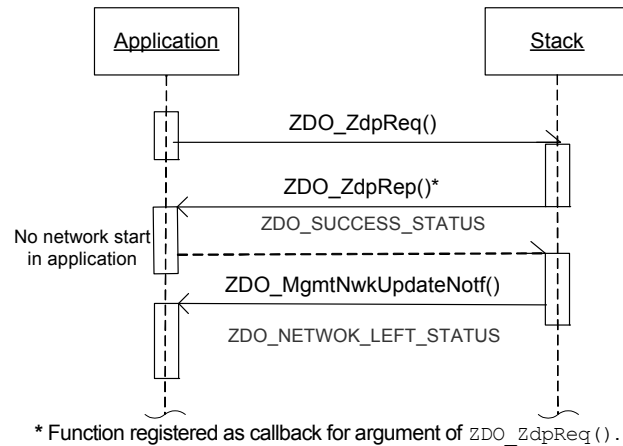 Application
Stack
ZDO_ZdpReq()
ZDO_ZdpRep()*
ZDO_SUCCESS_STATUS
No network start
in application
ZDO_MgmtNwkUpdateNotf()
ZDO_NETWOK_LEFT_STATUS
* Function registered as callback for argument of ZDO_ZdpReq().